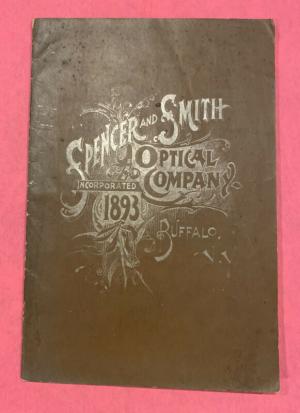 SPENCER AND SMITH
OPTICAL
INCORPORATED COMPANY.
1893
BUFFALO,
N.Y.